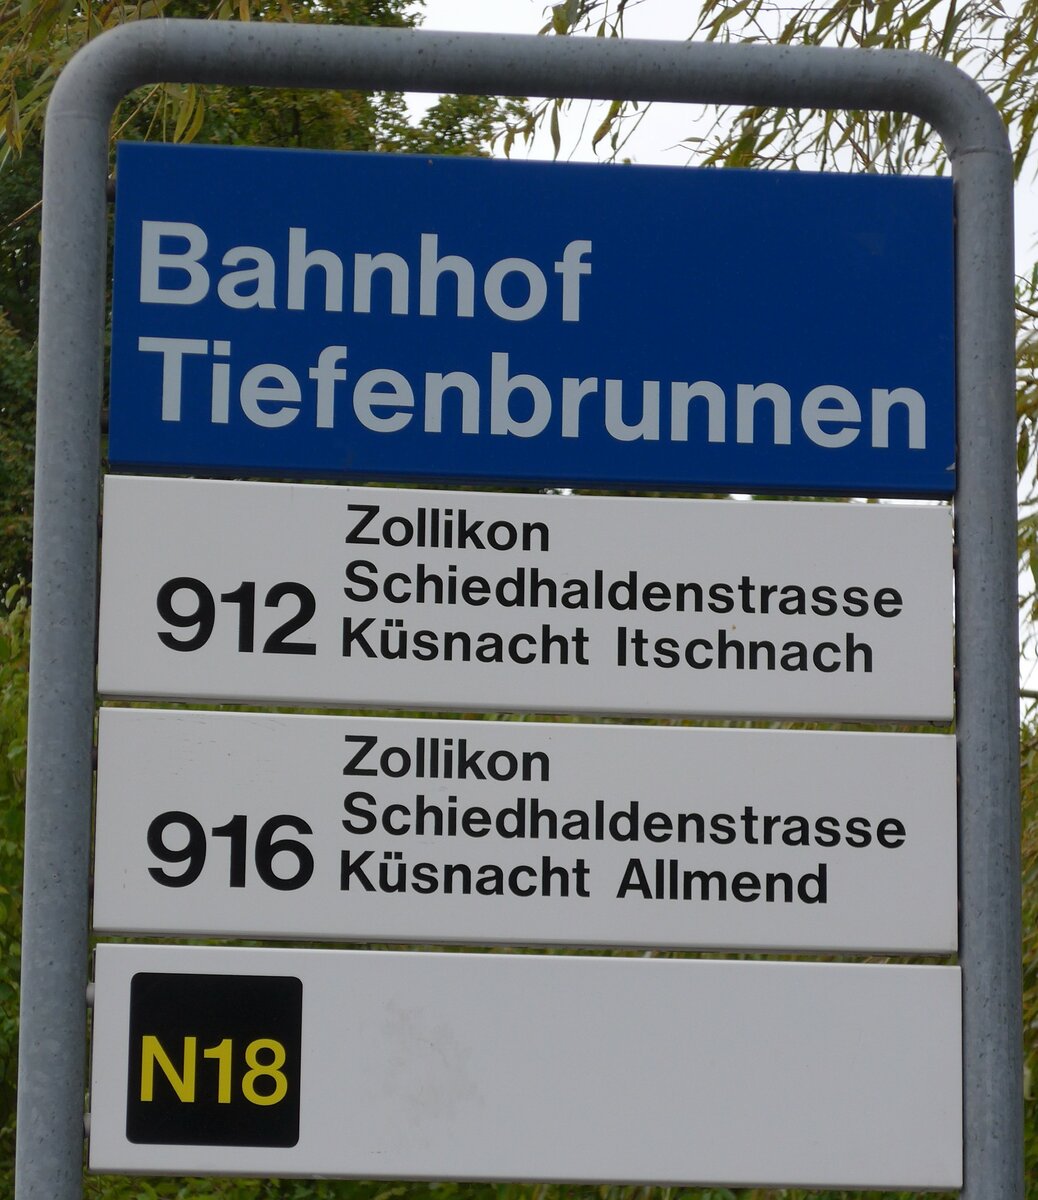 Bahnhof
Tiefenbrunnen
Zollikon
912 Schiedhaldenstrasse
Küsnacht Itschnach
Zollikon
916 Schiedhaldenstrasse
Küsnacht Allmend
N18